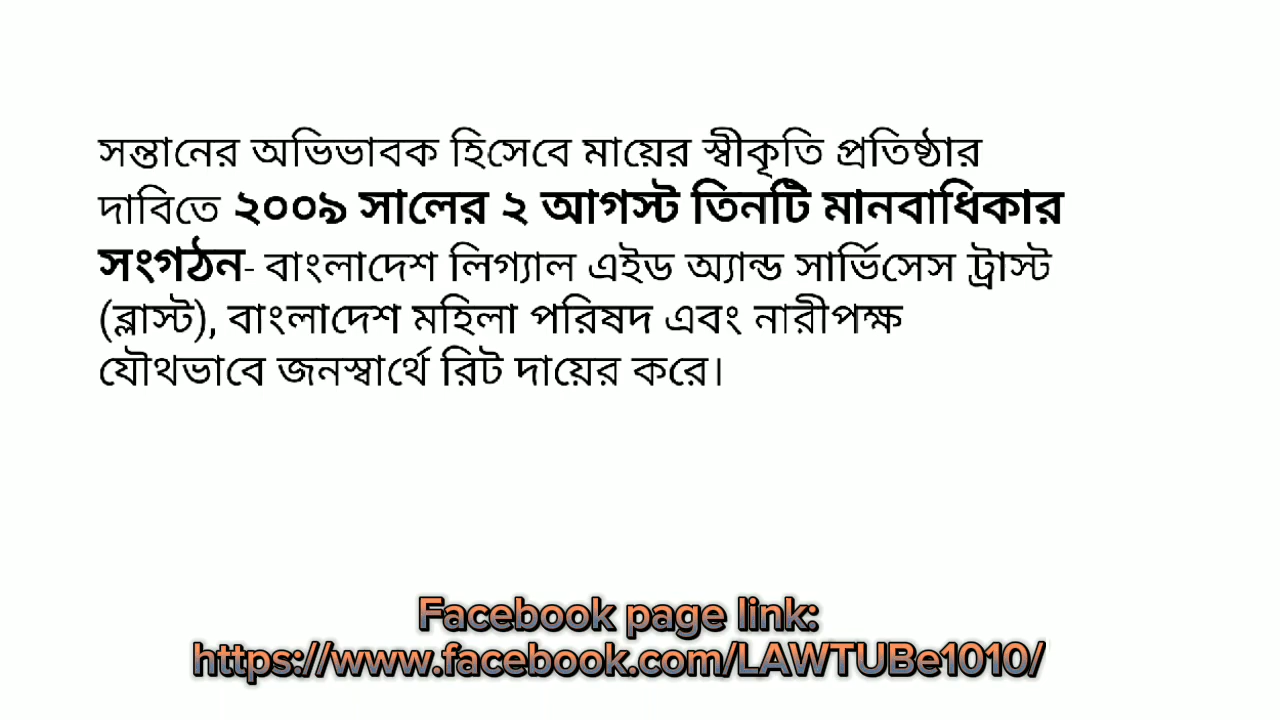 সন্তানের অভিভাবক হিসেবে মায়ের স্বীকৃতি প্রতিষ্ঠার
দাবিতে ২০০৯ সালের ২ আগস্ট তিনটি মানবাধিকার
সংগঠন- বাংলাদেশ লিগ্যাল এইড অ্যান্ড সার্ভিসেস ট্রাস্ট
(ব্লাস্ট), বাংলাদেশ মহিলা পরিষদ এবং নারীপক্ষ
যৌথভাবে জনস্বার্থে রিট দায়ের করে।
Facebook page link:
https://www.facebook.com/LAWTUBe1010/